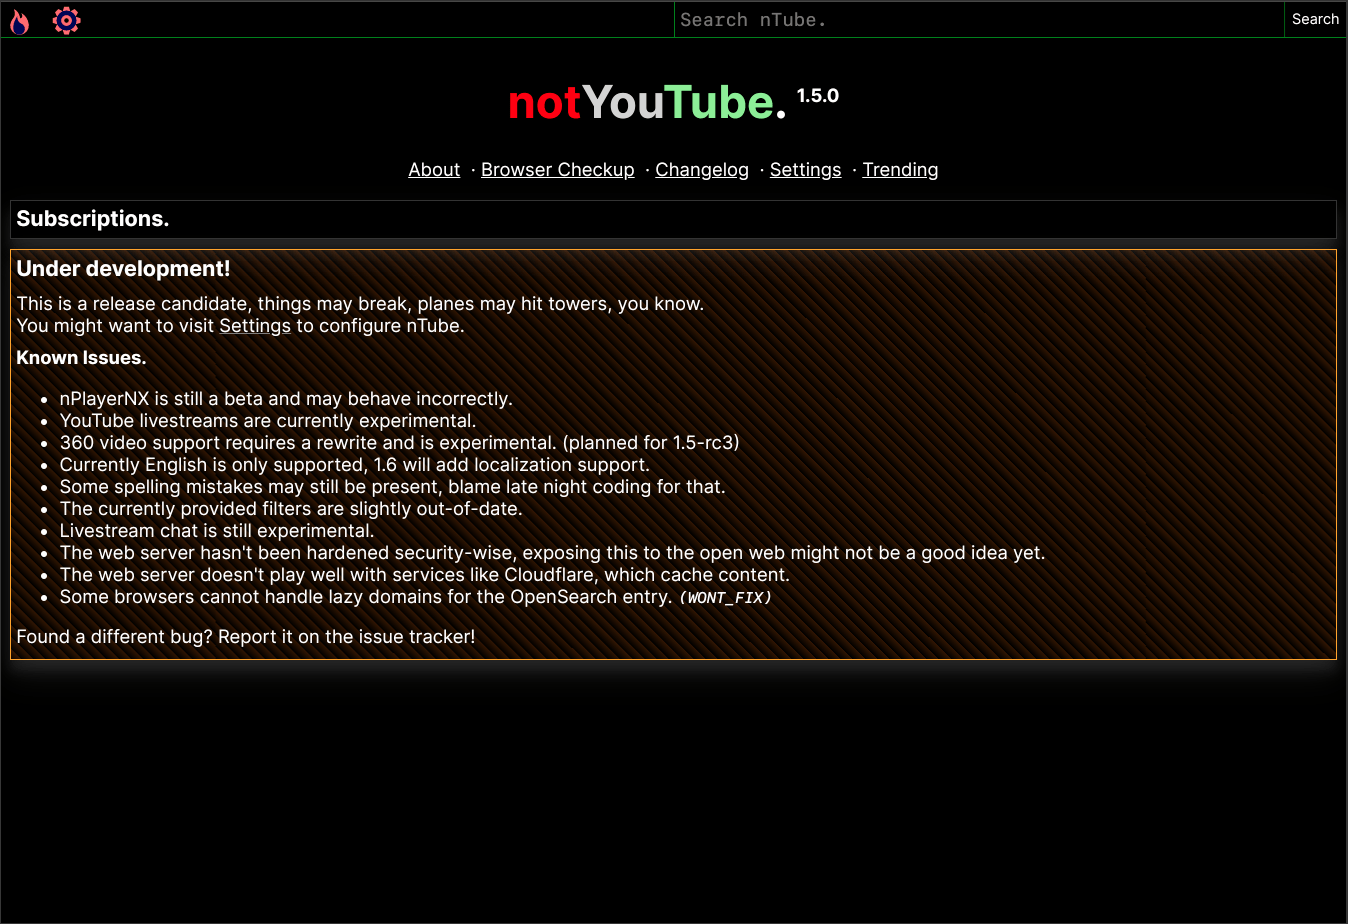 Search nTube.
Search
notYouTube. 1.5.0
About · Browser Checkup · Changelog · Settings · Trending
Subscriptions.
Under development!
This is a release candidate, things may break, planes may hit towers, you know.
You might want to visit Settings to configure nTube.
Known Issues.
• nPlayerNX is still a beta and may behave incorrectly.
• YouTube livestreams are currently experimental.
• 360 video support requires a rewrite and is experimental. (planned for 1.5-rc3)
• Currently English is only supported, 1.6 will add localization support.
• Some spelling mistakes may still be present, blame late night coding for that.
• The currently provided filters are slightly out-of-date.
• Livestream chat is still experimental.
• The web server hasn't been hardened security-wise, exposing this to the open web might not be a good idea yet.
• The web server doesn't play well with services like Cloudflare, which cache content.
• Some browsers cannot handle lazy domains for the OpenSearch entry. (WONT_FIX)
Found a different bug? Report it on the issue tracker!